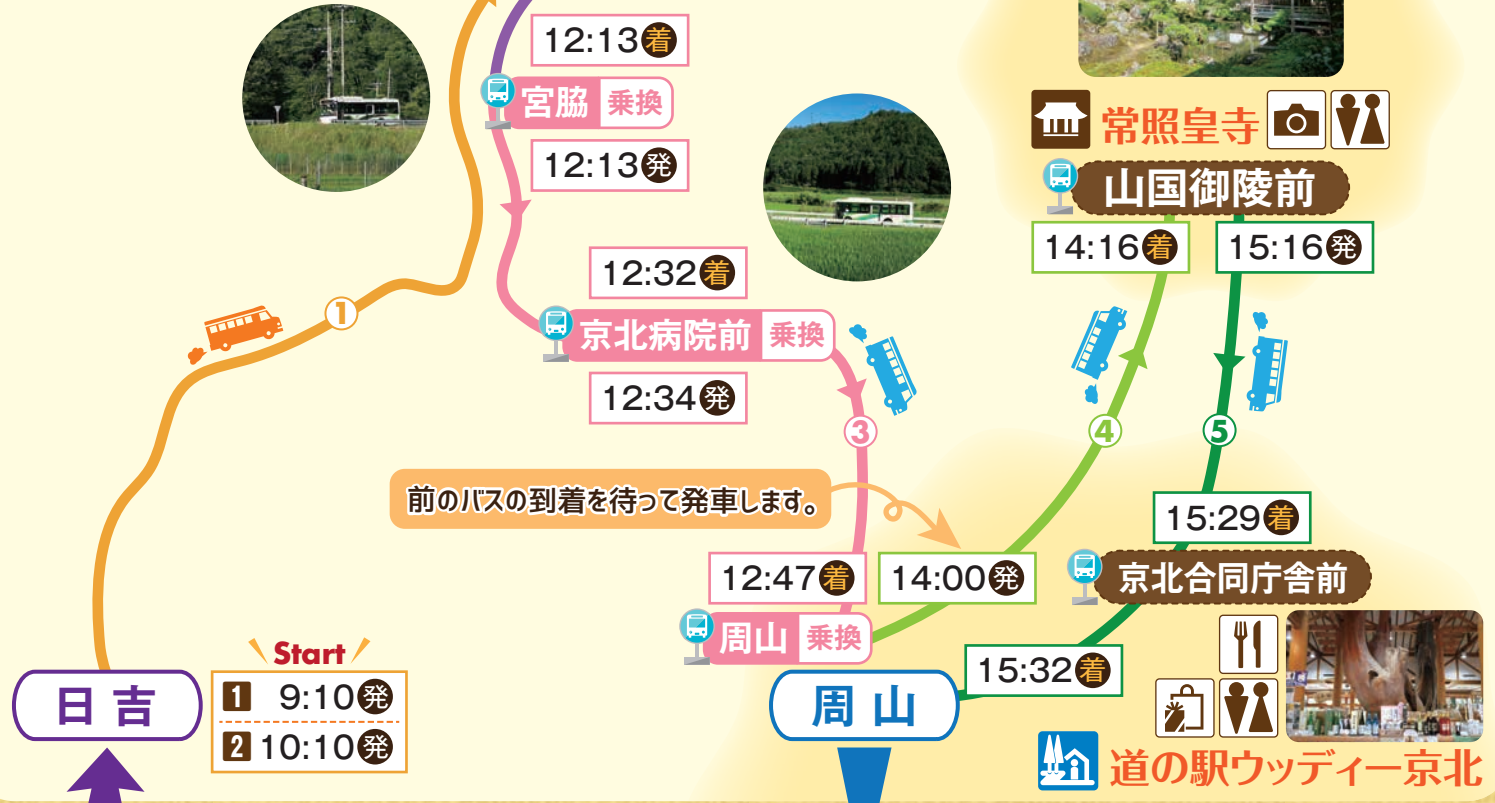 12:13着
宮脇 乗換
12:13発
常照皇寺
山国御陵前
14:16着
15:16発
12:32着
京北病院前 乗換
12:34発
1
3
4
5
前のバスの到着を待って発車します。
15:29着
京北合同庁舎前
12:47着
14:00発
周山 乗換
15:32着
Start
1 9:10発
2 10:10発
日吉
周山
道の駅ウッディー京北